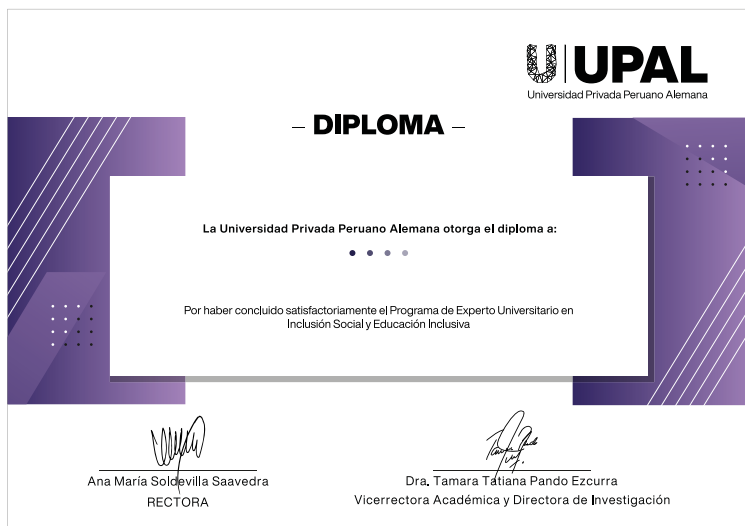 UPAL
Universidad Privada Peruano Alemana
– DIPLOMA –
La Universidad Privada Peruano Alemana otorga el diploma a:
Por haber concluido satisfactoriamente el Programa de Experto Universitario en
Inclusión Social y Educación Inclusiva
Ana María Soldevilla Saavedra
RECTORA
Dra. Tamara Tatiana Pando Ezcurra
Vicerrectora Académica y Directora de Investigación